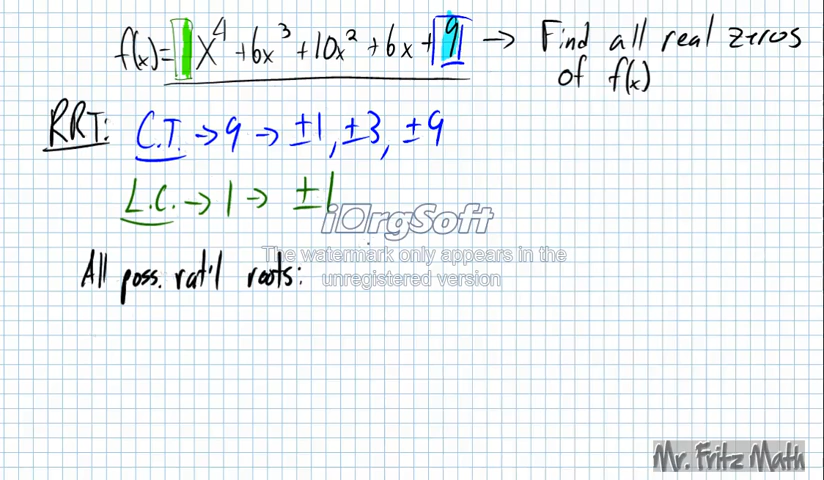 f(x) = 1x⁴ + 6x³ + 10x² + 6x + 9 → Find all real zeros
of f(x)
RRT: C.T. → 9 → ±1, ±3, ±9
L.C. → 1 → ±1
iOrgSoft
The watermark only appears in the
unregistered version
All poss. rat'l roots:
Mr. Fritz Math